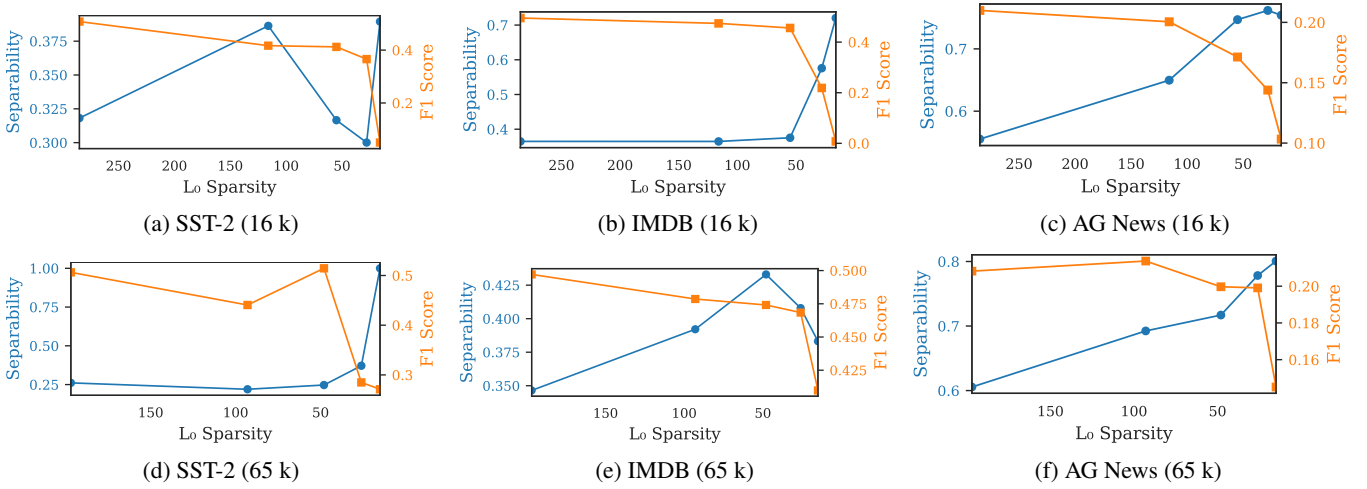 Separability
0.375
0.350
0.325
0.300
0.4
0.2
F1 Score
250
200
150
100
50
L₀ Sparsity
(a) SST-2 (16 k)
Separability
0.7
0.6
0.5
0.4
0.4
0.2
0.0
F1 Score
250
200
150
100
50
L₀ Sparsity
(b) IMDB (16 k)
Separability
0.7
0.6
0.20
0.15
0.10
F1 Score
250
200
150
100
50
L₀ Sparsity
(c) AG News (16 k)
Separability
1.00
0.75
0.50
0.25
0.5
0.4
0.3
F1 Score
150
100
50
L₀ Sparsity
(d) SST-2 (65 k)
Separability
0.425
0.400
0.375
0.350
0.500
0.475
0.450
0.425
F1 Score
150
100
50
L₀ Sparsity
(e) IMDB (65 k)
Separability
0.8
0.7
0.6
0.20
0.18
0.16
F1 Score
150
100
50
L₀ Sparsity
(f) AG News (65 k)